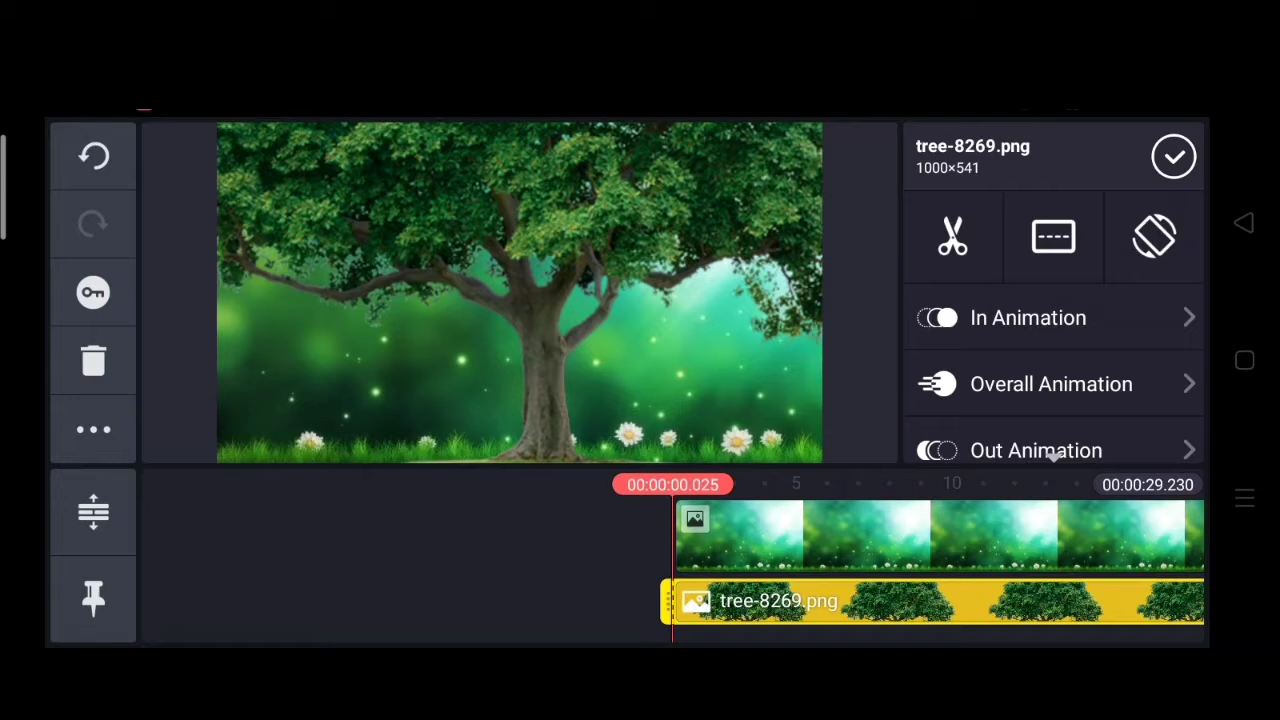 tree-8269.png
1000×541
In Animation
Overall Animation
Out Animation
00:00:00.025
5
10
00:00:29.230
tree-8269.png